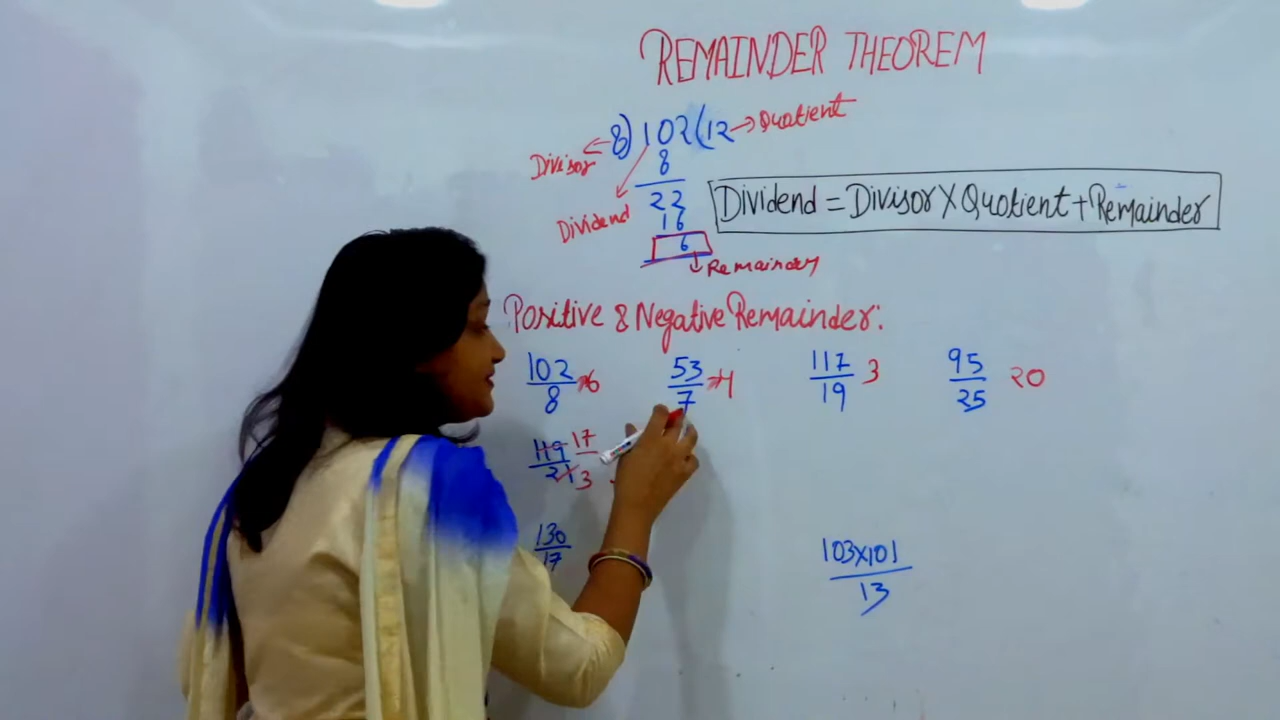 REMAINDER THEOREM
8) 102 (12 → Quotient
Divisor
8
22
Dividend
16
6
Remainder
Dividend = Divisor X Quotient + Remainder
Positive & Negative Remainder:
102/8 → 6
53/7 → 4
117/19 3
95/25 20
119/21 17/3
130/17
103x101/13